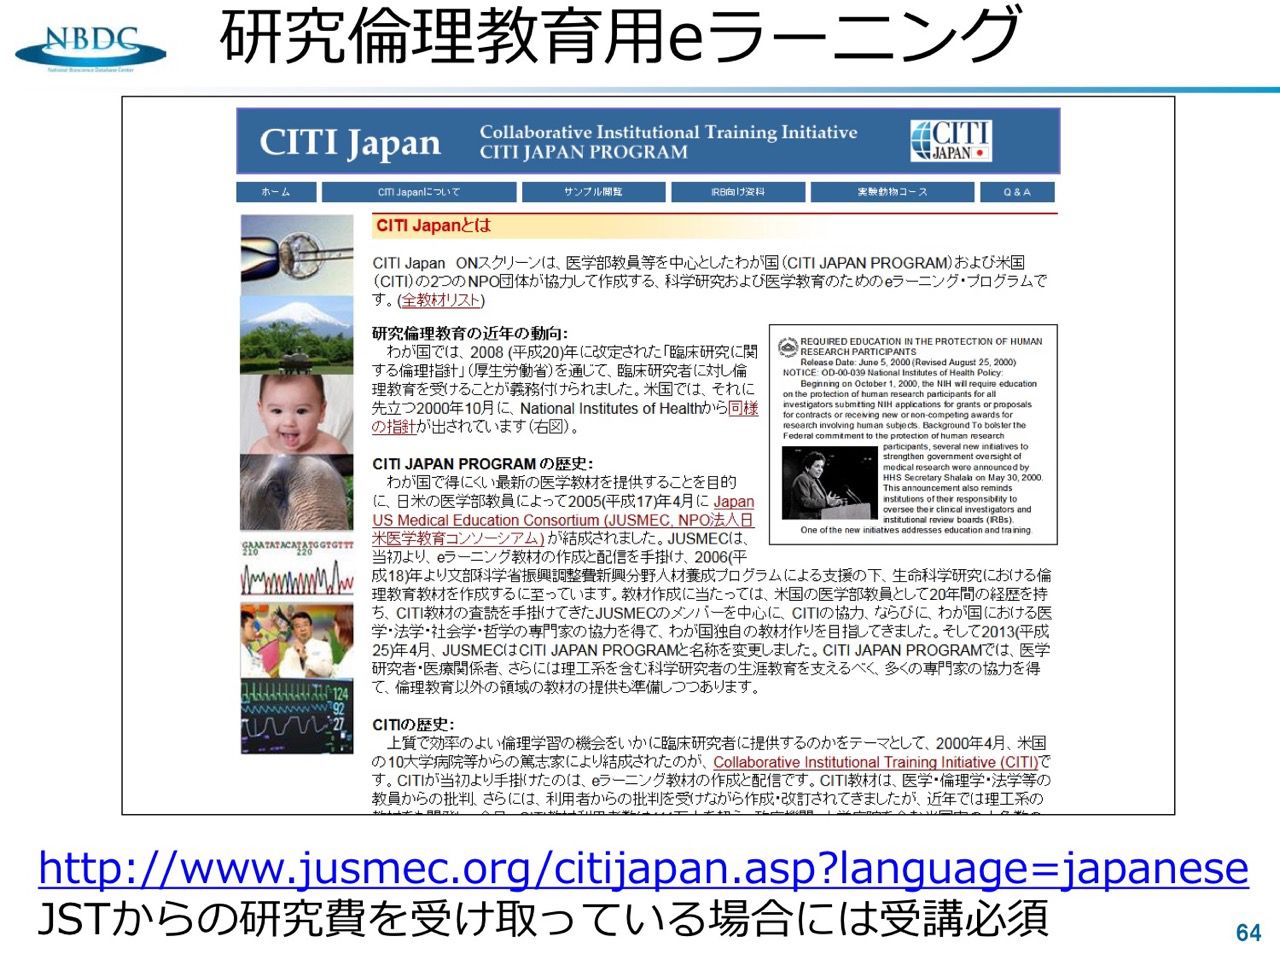 NBDC
National Bioscience Database Center
研究倫理教育用eラーニング
CITI Japan
Collaborative Institutional Training Initiative
CITI JAPAN PROGRAM
CITI
JAPAN
ホーム
CITI Japanについて
サンプル閲覧
IRB向け資料
実験動物コース
Q & A
CITI Japanとは
CITI Japan ONスクリーンは、医学部教員等を中心としたわが国（CITI JAPAN PROGRAM）および米国
（CITI）の2つのNPO団体が協力して作成する、科学研究および医学教育のためのeラーニング・プログラムで
す。(全教材リスト)
研究倫理教育の近年の動向：
わが国では、2008 (平成20)年に改定された「臨床研究に関
する倫理指針」（厚生労働省）を通じて、臨床研究者に対し倫
理教育を受けることが義務付けられました。米国では、それに
先立つ2000年10月に、National Institutes of Healthから同様
の指針が出されています（右図）。
REQUIRED EDUCATION IN THE PROTECTION OF HUMAN
RESEARCH PARTICIPANTS
Release Date: June 5, 2000 (Revised August 25, 2000)
NOTICE: OD-00-039 National Institutes of Health Policy:
Beginning on October 1, 2000, the NIH will require education
on the protection of human research participants for all
investigators submitting NIH applications for grants or proposals
for contracts or receiving new or non-competing awards for
research involving human subjects. Background To bolster the
Federal commitment to the protection of human research
participants, several new initiatives to
strengthen government oversight of
medical research were announced by
HHS Secretary Shalala on May 30, 2000.
This announcement also reminds
institutions of their responsibility to
oversee their clinical investigators and
institutional review boards (IRBs).
One of the new initiatives addresses education and training.
CITI JAPAN PROGRAM の歴史：
わが国で得にくい最新の医学教材を提供することを目的
に、日米の医学部教員によって2005(平成17)年4月に Japan
US Medical Education Consortium (JUSMEC, NPO法人日
米医学教育コンソーシアム) が結成されました。JUSMECは、
当初より、eラーニング教材の作成と配信を手掛け、2006(平
成18)年より文部科学省振興調整費新興分野人材養成プログラムによる支援の下、生命科学研究における倫
理教育教材を作成するに至っています。教材作成に当たっては、米国の医学部教員として20年間の経歴を持
ち、CITI教材の査読を手掛けてきたJUSMECのメンバーを中心に、CITIの協力、ならびに、わが国における医
学・法学・社会学・哲学の専門家の協力を得て、わが国独自の教材作りを目指してきました。そして2013(平成
25)年4月、JUSMECはCITI JAPAN PROGRAMと名称を変更しました。CITI JAPAN PROGRAMでは、医学
研究者・医療関係者、さらには理工系を含む科学研究者の生涯教育を支えるべく、多くの専門家の協力を得
て、倫理教育以外の領域の教材の提供も準備しつつあります。
GAAATATACATATGGTGTTT
210 220
124
92
27
CITIの歴史：
上質で効率のよい倫理学習の機会をいかに臨床研究者に提供するのかをテーマとして、2000年4月、米国
の10大学病院等からの篤志家により結成されたのが、Collaborative Institutional Training Initiative (CITI)で
す。CITIが当初より手掛けたのは、eラーニング教材の作成と配信です。CITI教材は、医学・倫理学・法学等の
教員からの批判、さらには、利用者からの批判を受けながら作成・改訂されてきましたが、近年では理工系の
http://www.jusmec.org/citijapan.asp?language=japanese
JSTからの研究費を受け取っている場合には受講必須
64